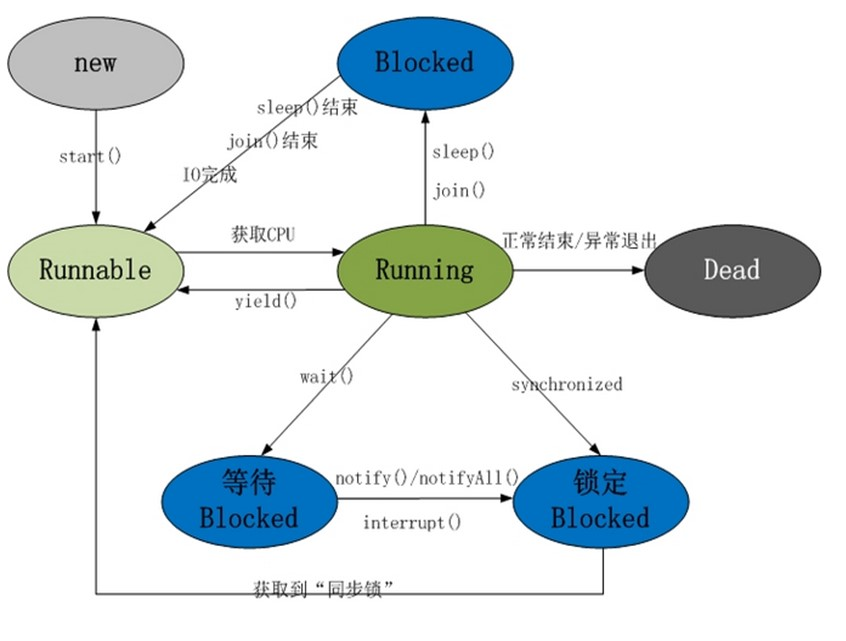 new
Blocked
sleep()结束
join()结束
IO完成
start()
sleep()
join()
获取CPU
正常结束/异常退出
Runnable
Running
Dead
yield()
wait()
synchronized
等待
Blocked
notify()/notifyAll()
interrupt()
锁定
Blocked
获取到“同步锁”